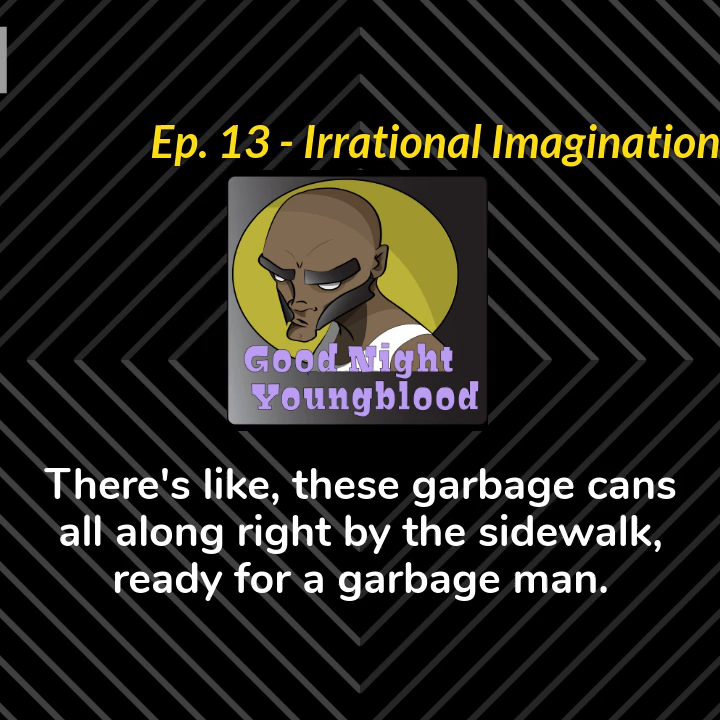 Ep. 13 - Irrational Imagination
Good Night
Youngblood
There's like, these garbage cans
all along right by the sidewalk,
ready for a garbage man.